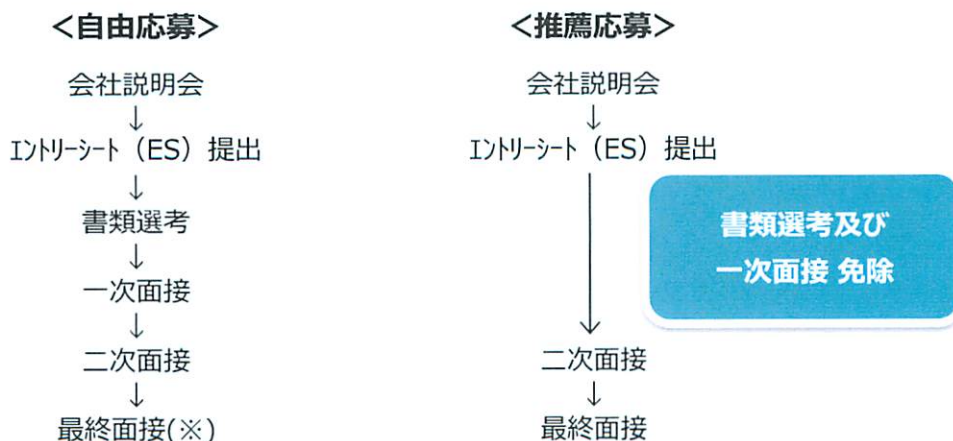 <自由応募>
会社説明会
↓
エントリーシート（ES）提出
↓
書類選考
↓
一次面接
↓
二次面接
↓
最終面接(※)
<推薦応募>
会社説明会
↓
エントリーシート（ES）提出
↓
書類選考及び
一次面接 免除
二次面接
↓
最終面接